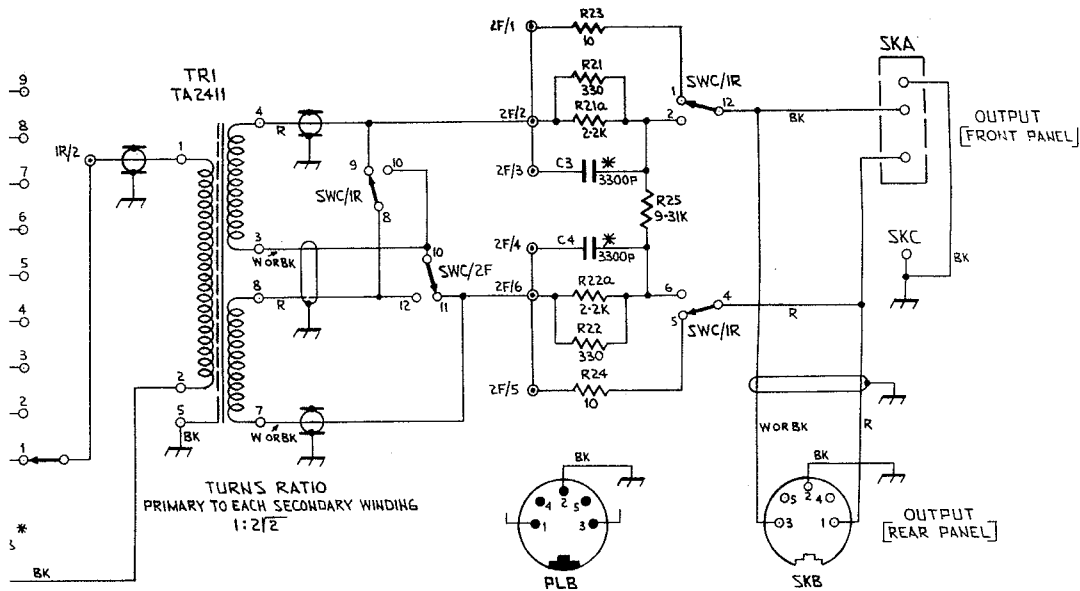 2F/1
R23
10
SKA
9
TR1
TA2411
R21
330
SWC/1R
1
12
4
R
2F/2
R21a
2.2K
2
BK
OUTPUT
[FRONT PANEL]
8
1R/2
1
9
10
2F/3
C3
*
3300P
7
SWC/1R
8
R25
9.31K
6
3
W OR BK
10
2F/4
C4
*
3300P
SKC
BK
5
SWC/2F
8
R
12
11
2F/6
R22a
2.2K
6
4
5
SWC/1R
R
4
R22
330
3
2
R24
10
2F/5
2
5
BK
7
W OR BK
1
W OR BK
R
TURNS RATIO
PRIMARY TO EACH SECONDARY WINDING
1:2√2
BK
2
4
5
1
3
PLB
BK
5
2
4
3
1
SKB
OUTPUT
[REAR PANEL]
*
BK